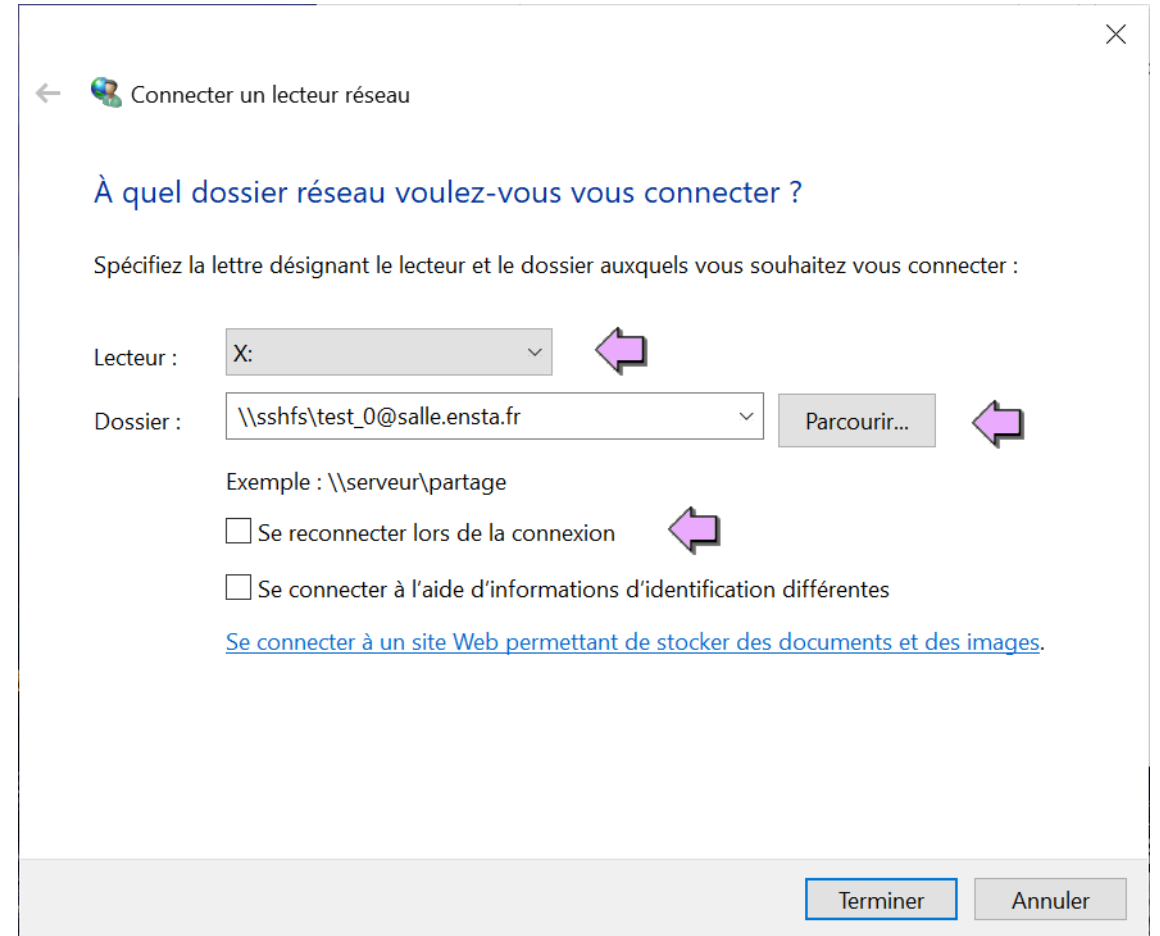 Connecter un lecteur réseau
À quel dossier réseau voulez-vous vous connecter ?
Spécifiez la lettre désignant le lecteur et le dossier auxquels vous souhaitez vous connecter :
Lecteur : X:
Dossier : \\sshfs\test_0@salle.ensta.fr Parcourir...
Exemple : \\serveur\partage
Se reconnecter lors de la connexion
Se connecter à l’aide d’informations d’identification différentes
Se connecter à un site Web permettant de stocker des documents et des images.
Terminer Annuler